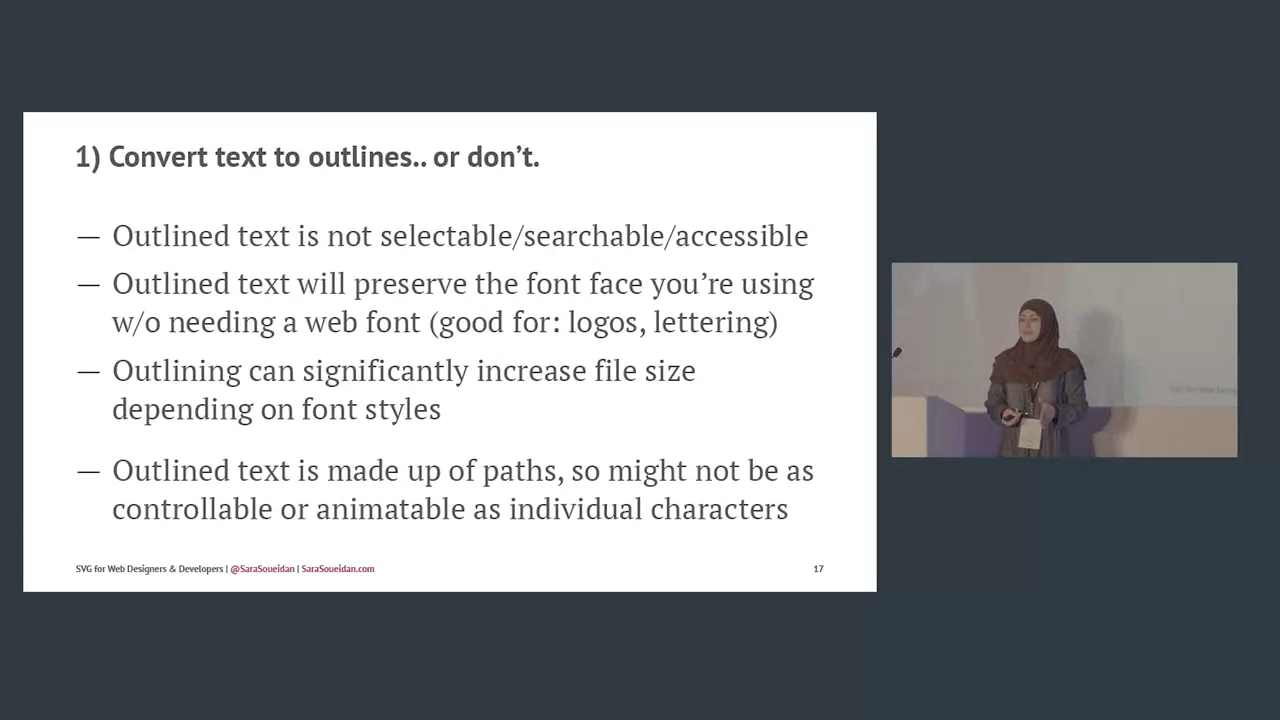 1) Convert text to outlines.. or don’t.
— Outlined text is not selectable/searchable/accessible
— Outlined text will preserve the font face you’re using
w/o needing a web font (good for: logos, lettering)
— Outlining can significantly increase file size
depending on font styles
— Outlined text is made up of paths, so might not be as
controllable or animatable as individual characters
SVG for Web Designers & Developers | @SaraSoueidan | SaraSoueidan.com
17